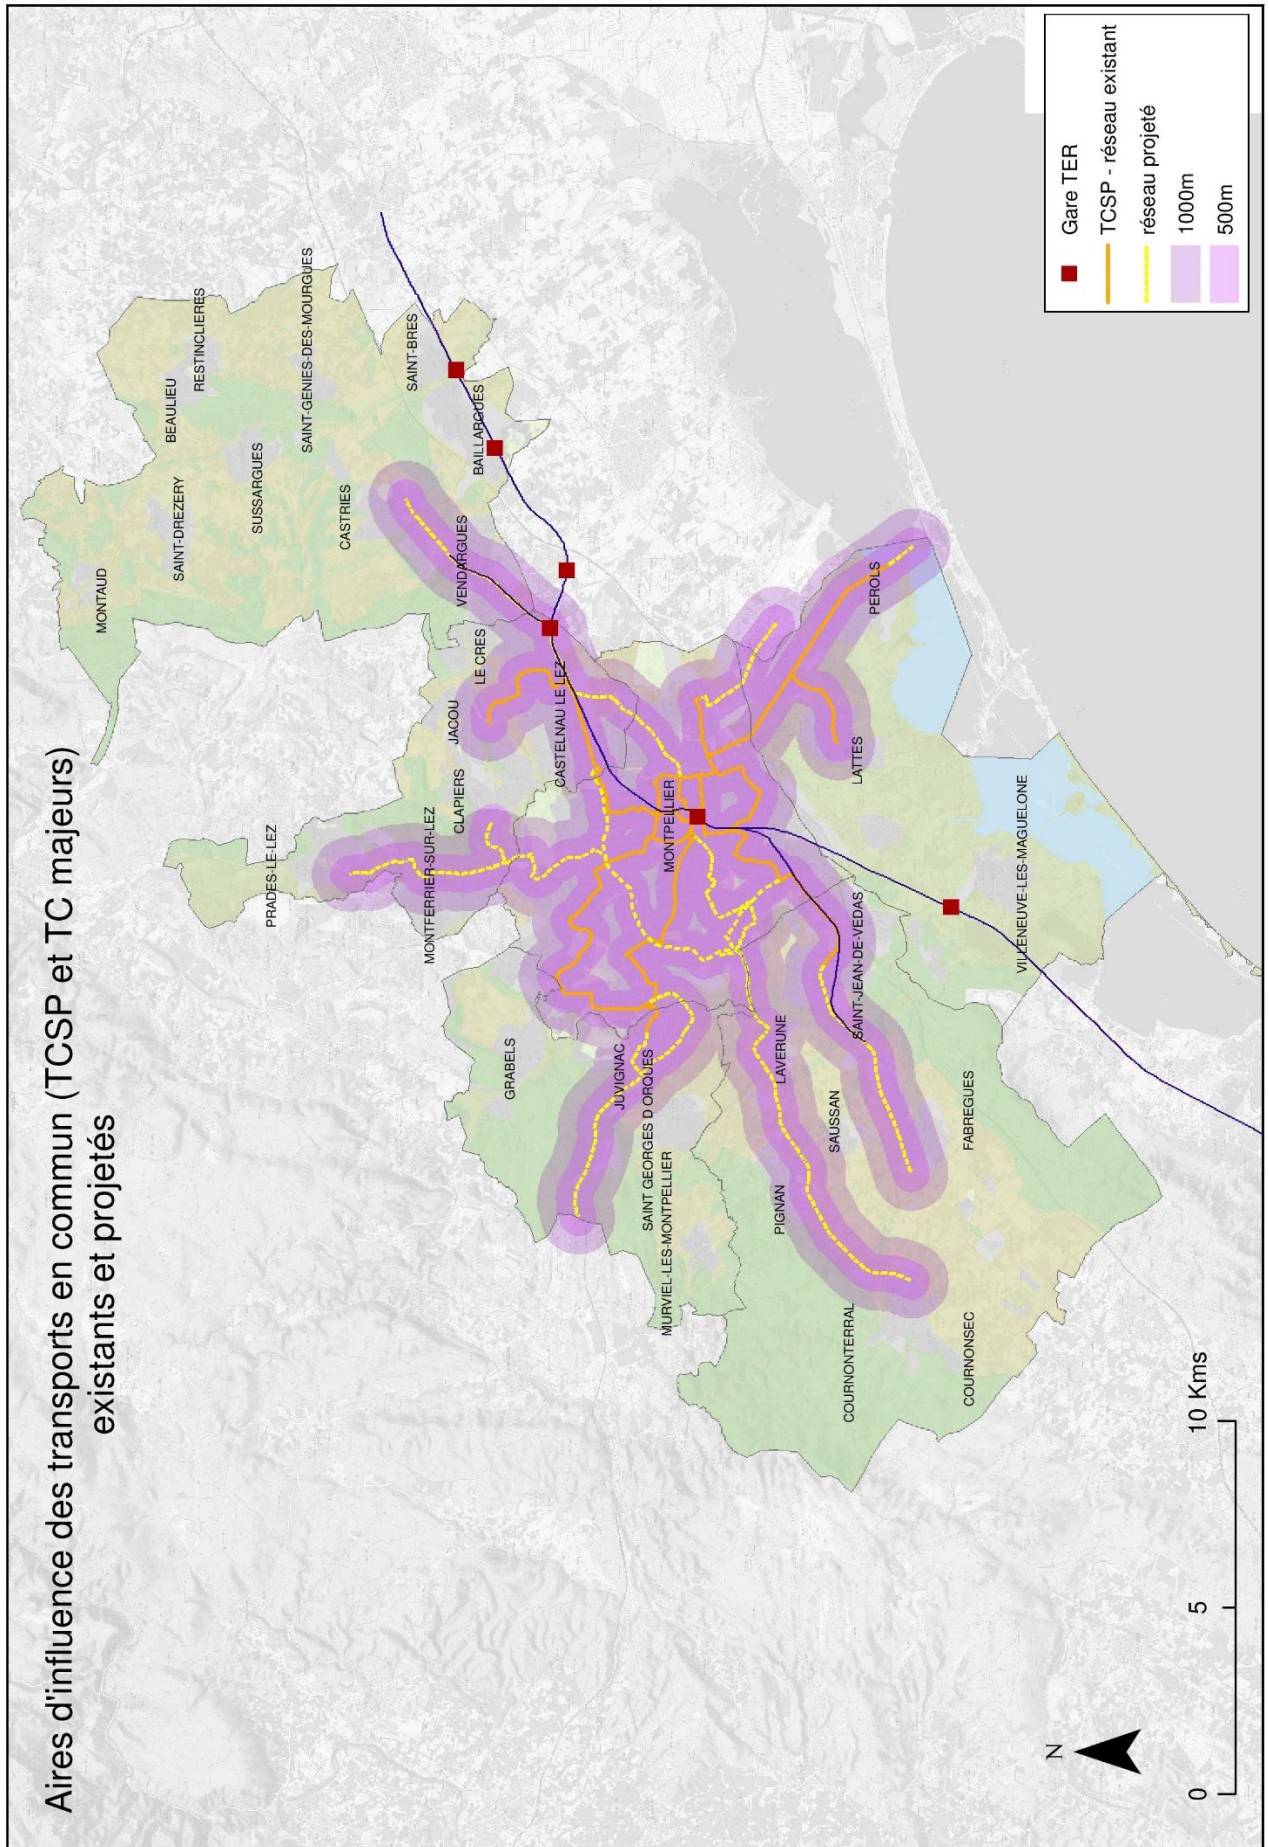 Aires d'influence des transports en commun (TCSP et TC majeurs)
existants et projetés
MONTAUD
BEAULIEU
RESTINCLIERES
SAINT-DREZERY
SUSSARGUES
SAINT-GENIES-DES-MOURGUES
CASTRIES
SAINT-BRES
PRADES-LE-LEZ
VENDARGUES
BAILLARGUES
MONTFERRIER-SUR-LEZ
CLAPIERS
JACOU
LE CRES
GRABELS
CASTELNAU LE LEZ
JUVIGNAC
SAINT GEORGES D ORQUES
MURVIEL-LES-MONTPELLIER
MONTPELLIER
PIGNAN
LAVERUNE
SAUSSAN
SAINT-JEAN-DE-VEDAS
LATTES
PEROLS
COURNONTERRAL
COURNONSEC
FABREGUES
VILLENEUVE-LES-MAGUELONE
N
0
5
10 Kms
Gare TER
TCSP - réseau existant
réseau projeté
1000m
500m